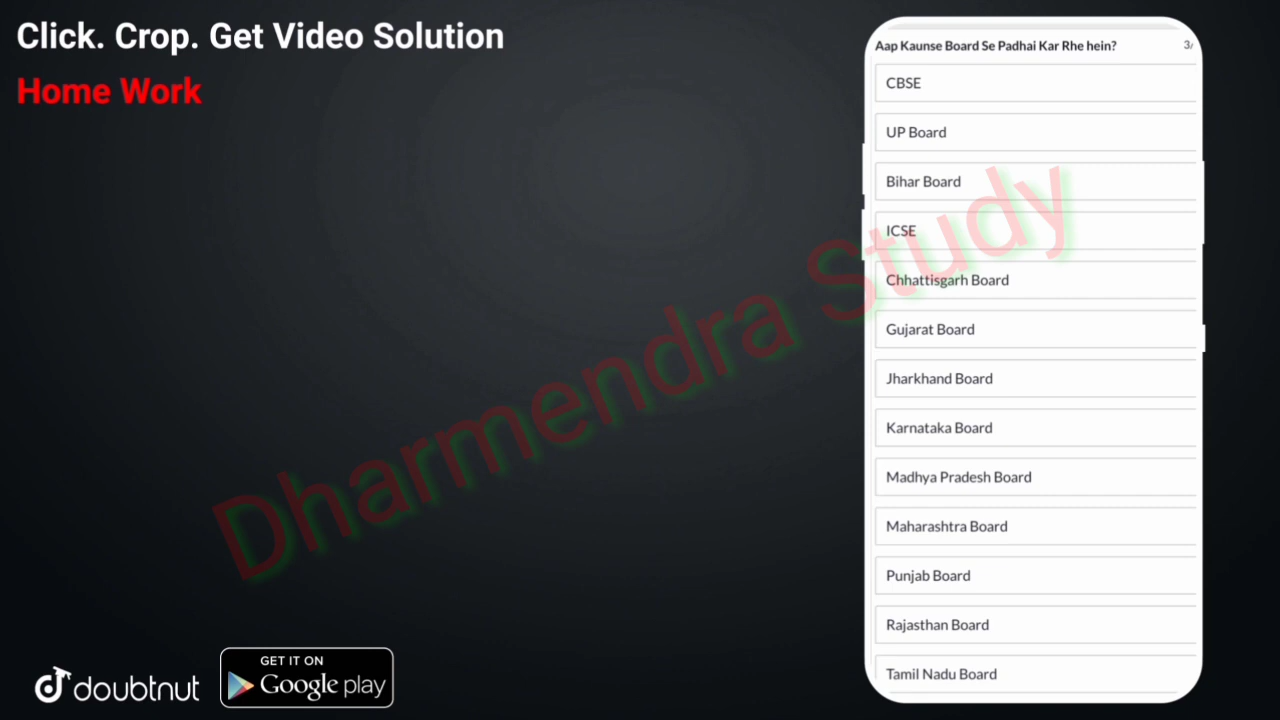 Click. Crop. Get Video Solution
Home Work
Aap Kaunse Board Se Padhai Kar Rhe hein?
3/
CBSE
UP Board
Bihar Board
ICSE
Chhattisgarh Board
Gujarat Board
Jharkhand Board
Karnataka Board
Madhya Pradesh Board
Maharashtra Board
Punjab Board
Rajasthan Board
Tamil Nadu Board
Dharmendra Study
doubtnut
GET IT ON
Google play